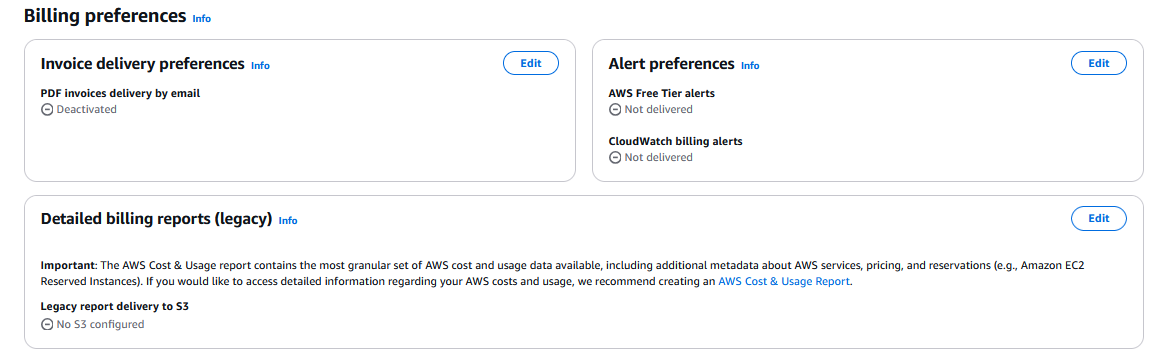 Billing preferences Info
Invoice delivery preferences Info
Edit
PDF invoices delivery by email
Deactivated
Alert preferences Info
Edit
AWS Free Tier alerts
Not delivered
CloudWatch billing alerts
Not delivered
Detailed billing reports (legacy) Info
Edit
Important: The AWS Cost & Usage report contains the most granular set of AWS cost and usage data available, including additional metadata about AWS services, pricing, and reservations (e.g., Amazon EC2
Reserved Instances). If you would like to access detailed information regarding your AWS costs and usage, we recommend creating an AWS Cost & Usage Report.
Legacy report delivery to S3
No S3 configured